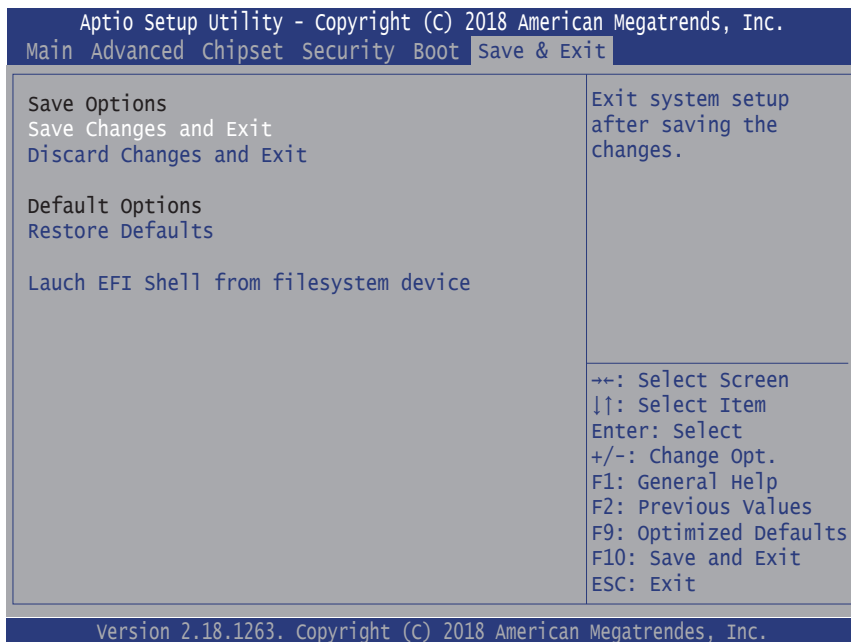 Aptio Setup Utility - Copyright (C) 2018 American Megatrends, Inc.
Main Advanced Chipset Security Boot Save & Exit
Save Options
Save Changes and Exit
Discard Changes and Exit
Default Options
Restore Defaults
Lauch EFI Shell from filesystem device
Exit system setup
after saving the
changes.
→←: Select Screen
↓↑: Select Item
Enter: Select
+/-: Change Opt.
F1: General Help
F2: Previous Values
F9: Optimized Defaults
F10: Save and Exit
ESC: Exit
Version 2.18.1263. Copyright (C) 2018 American Megatrendes, Inc.